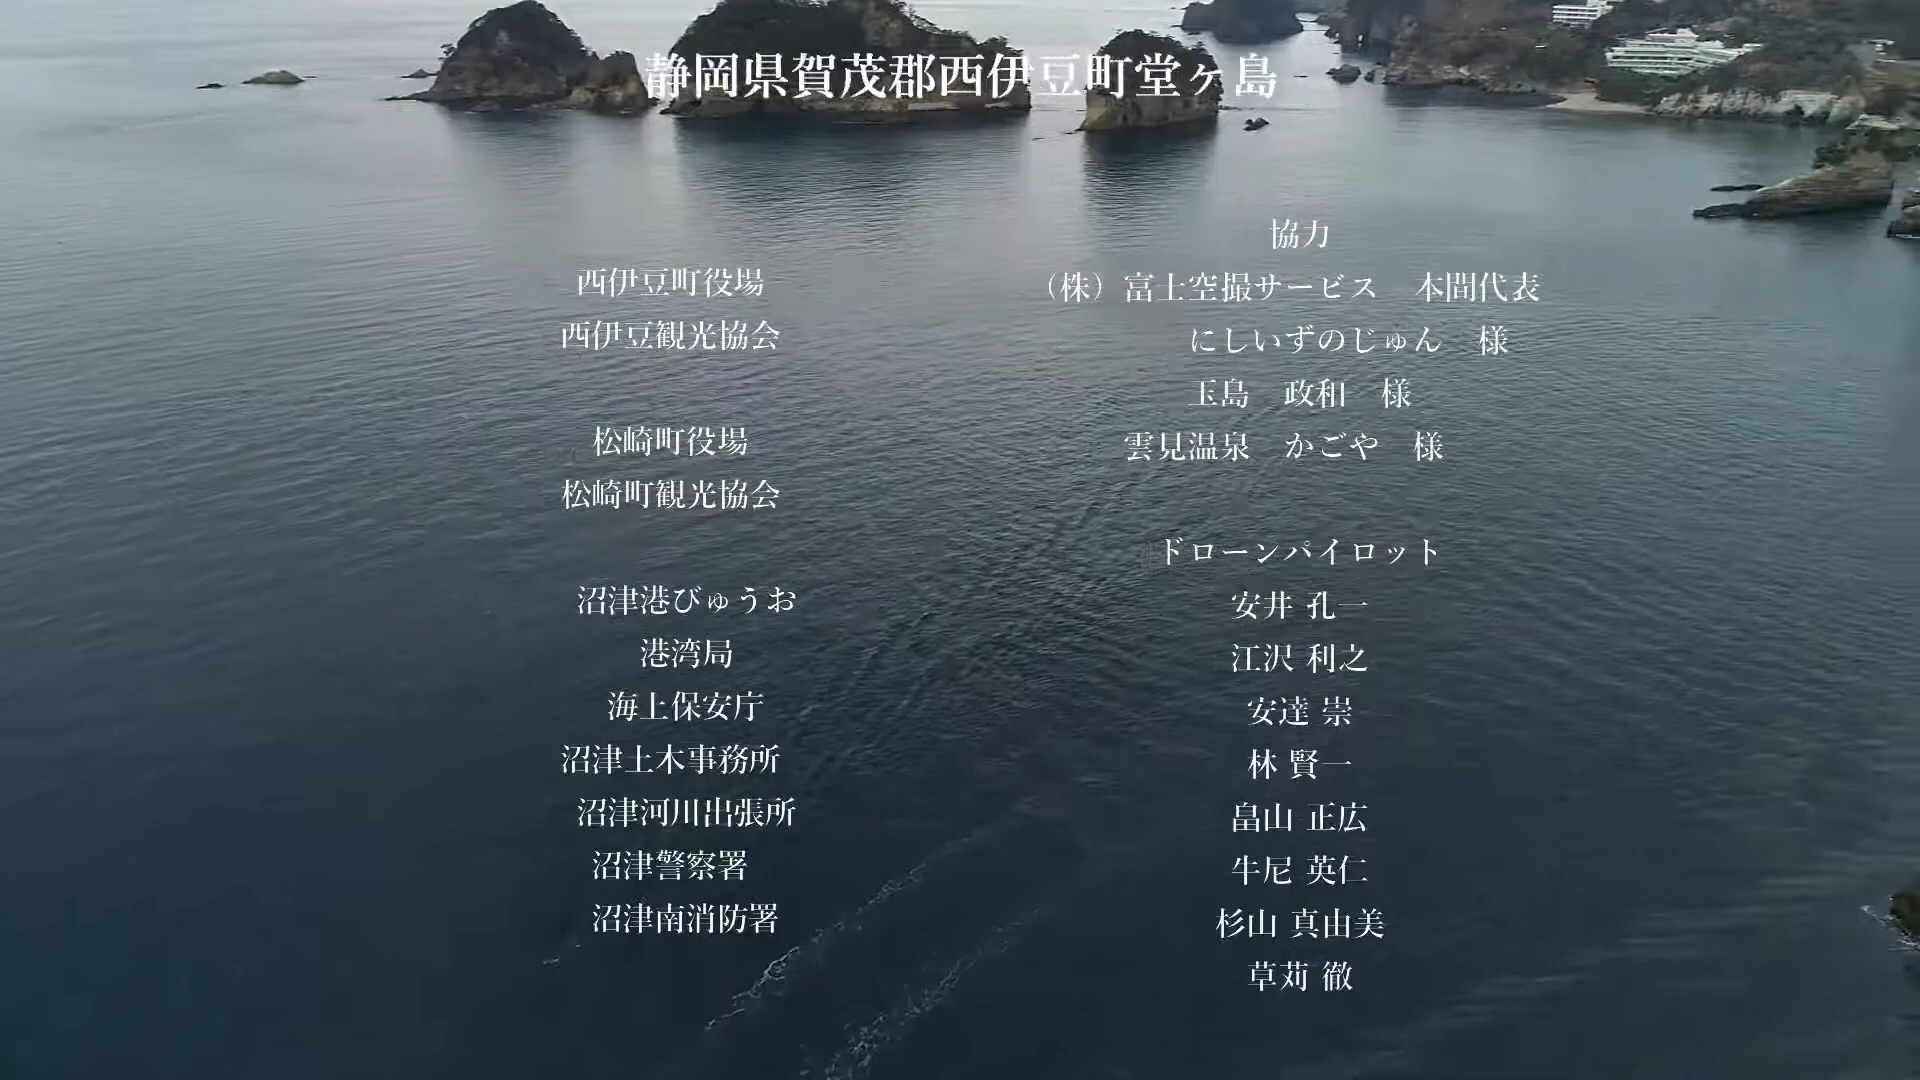 静岡県賀茂郡西伊豆町堂ヶ島
西伊豆町役場
西伊豆観光協会
松崎町役場
松崎町観光協会
沼津港びゅうお
港湾局
海上保安庁
沼津土木事務所
沼津河川出張所
沼津警察署
沼津南消防署
協力
（株）富士空撮サービス　本間代表
にしいずのじゅん　様
玉島　政和　様
雲見温泉　かごや　様
ドローンパイロット
安井 孔一
江沢 利之
安達 崇
林 賢一
畠山 正広
牛尼 英仁
杉山 真由美
草苅 徹